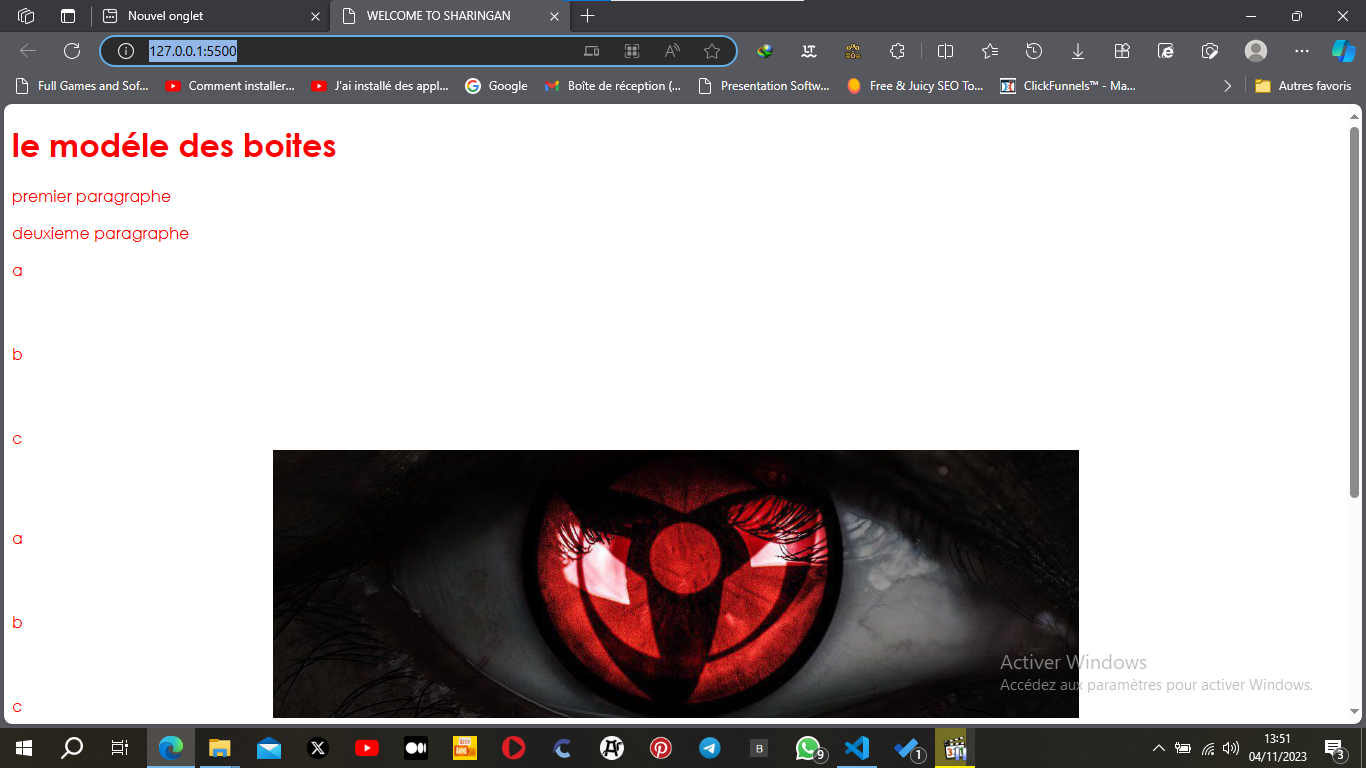 Nouvel onglet
WELCOME TO SHARINGAN
127.0.0.1:5500
Full Games and Sof...
Comment installer...
J'ai installé des appl...
Google
Boîte de réception (...
Presentation Softw...
Free & Juicy SEO To...
ClickFunnels™ - Ma...
Autres favoris
le modéle des boites
premier paragraphe
deuxieme paragraphe
a
b
c
a
b
c
Activer Windows
Accédez aux paramètres pour activer Windows.
9
B
1
13:51
04/11/2023
3